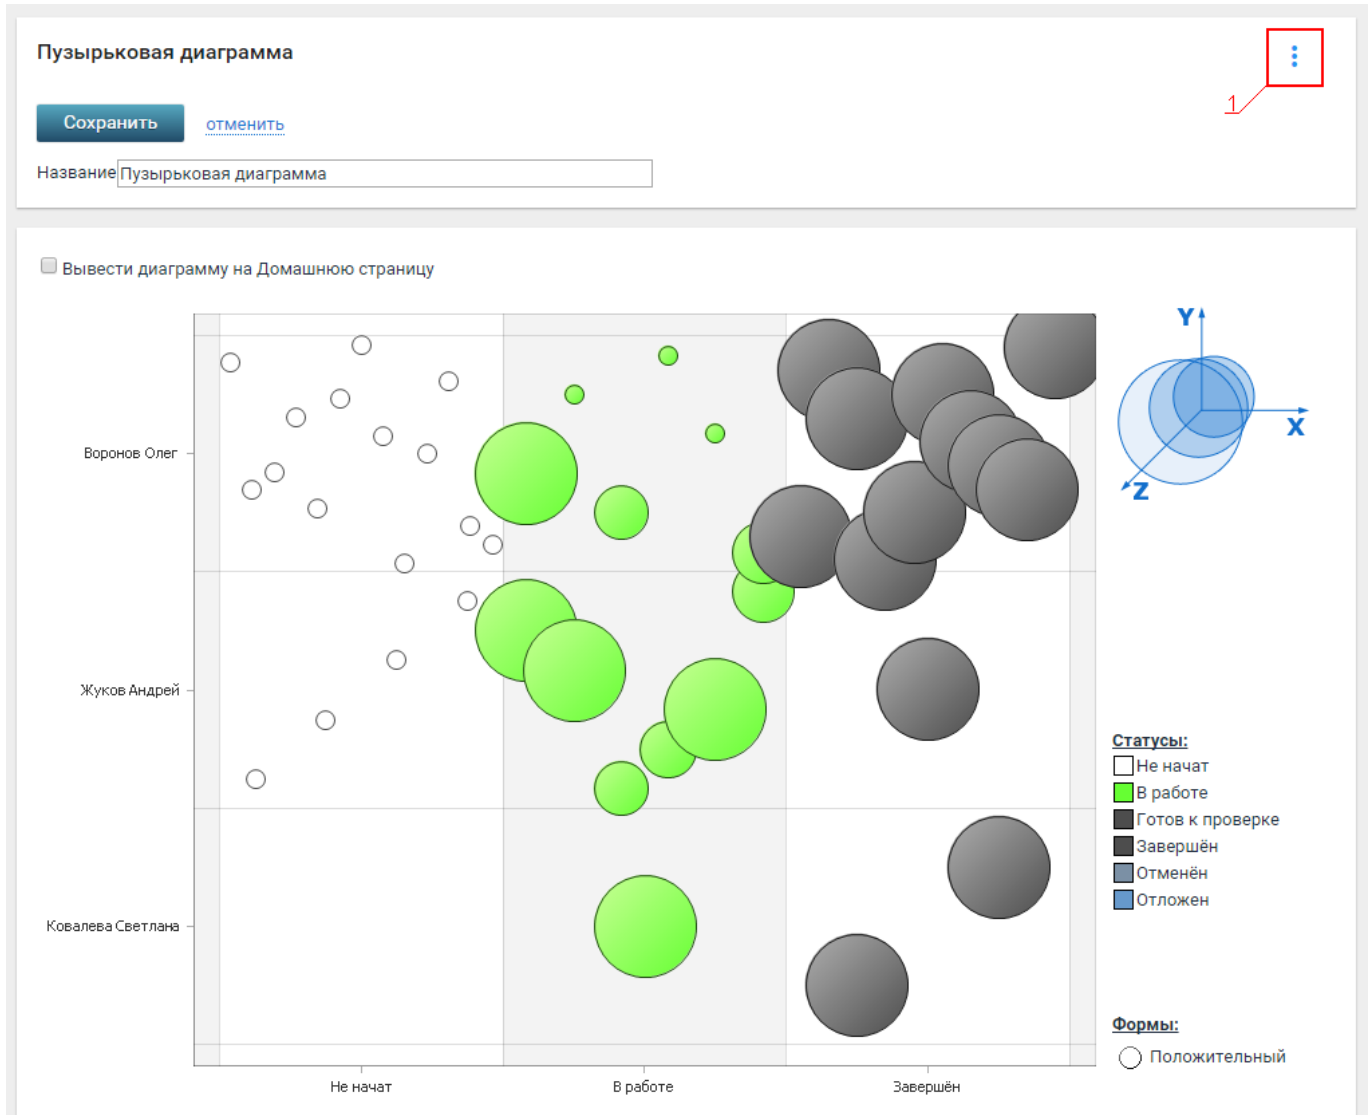 Пузырьковая диаграмма
1
Сохранить отменить
Название Пузырьковая диаграмма
Вывести диаграмму на Домашнюю страницу
Y
X
Z
Воронов Олег
Жуков Андрей
Ковалева Светлана
Не начат В работе Завершён
Статусы:
Не начат
В работе
Готов к проверке
Завершён
Отменён
Отложен
Формы:
Положительный